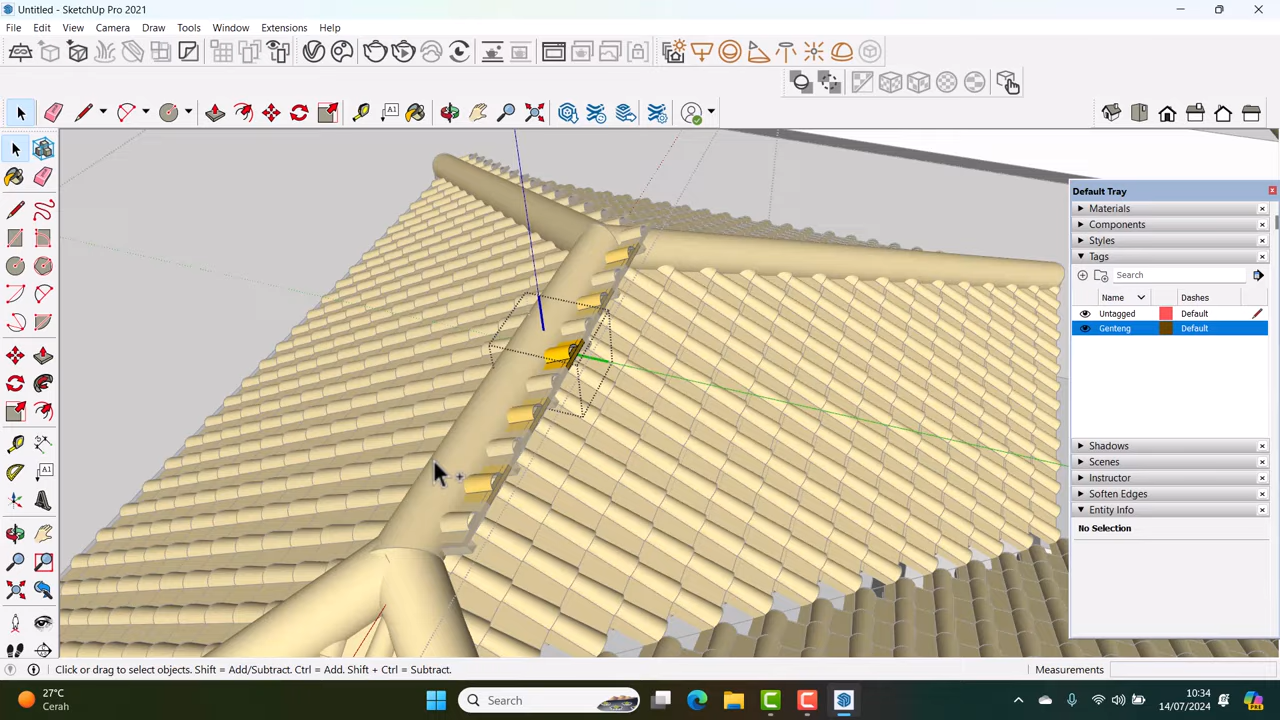 Untitled - SketchUp Pro 2021
File Edit View Camera Draw Tools Window Extensions Help
A1
Default Tray
Materials
Components
Styles
Tags
Search
Name Dashes
Untagged Default
Genteng Default
A1
Shadows
Scenes
Instructor
Soften Edges
Entity Info
No Selection
Click or drag to select objects. Shift = Add/Subtract. Ctrl = Add. Shift + Ctrl = Subtract.
Measurements
27°C
Cerah
Search
10:34
14/07/2024